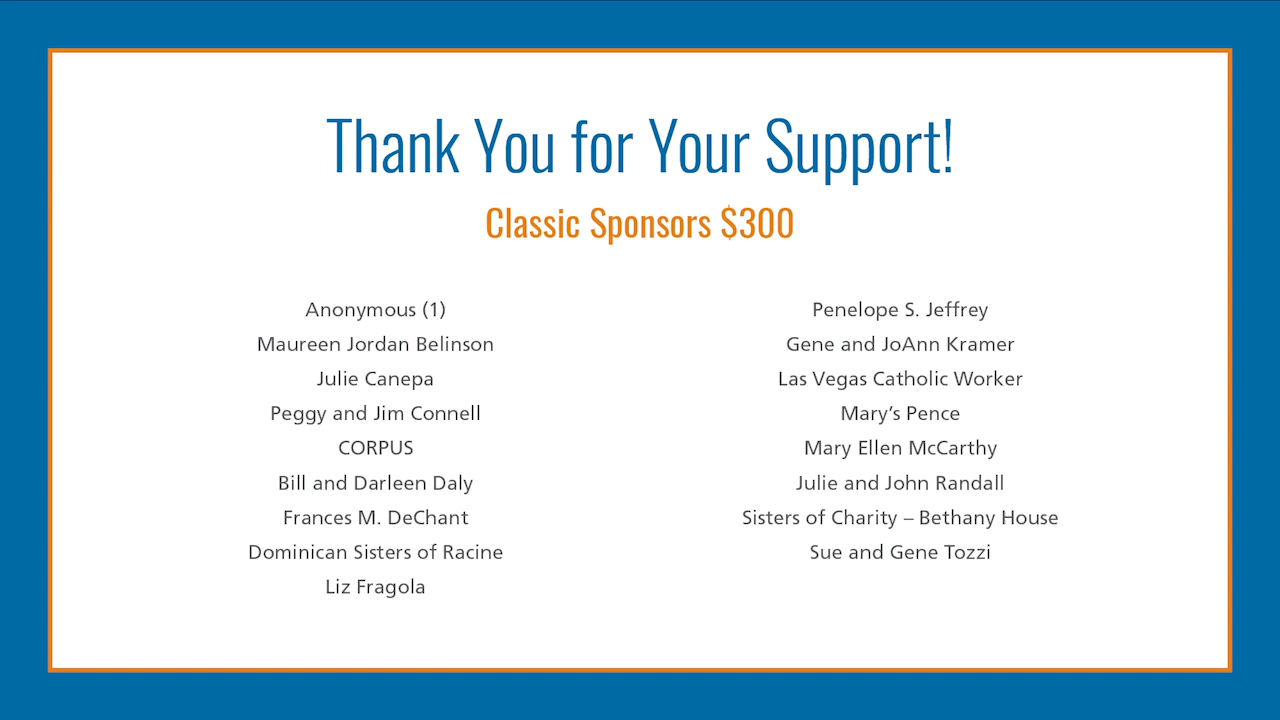 Thank You for Your Support!
Classic Sponsors $300
Anonymous (1)
Maureen Jordan Belinson
Julie Canepa
Peggy and Jim Connell
CORPUS
Bill and Darleen Daly
Frances M. DeChant
Dominican Sisters of Racine
Liz Fragola
Penelope S. Jeffrey
Gene and JoAnn Kramer
Las Vegas Catholic Worker
Mary’s Pence
Mary Ellen McCarthy
Julie and John Randall
Sisters of Charity – Bethany House
Sue and Gene Tozzi